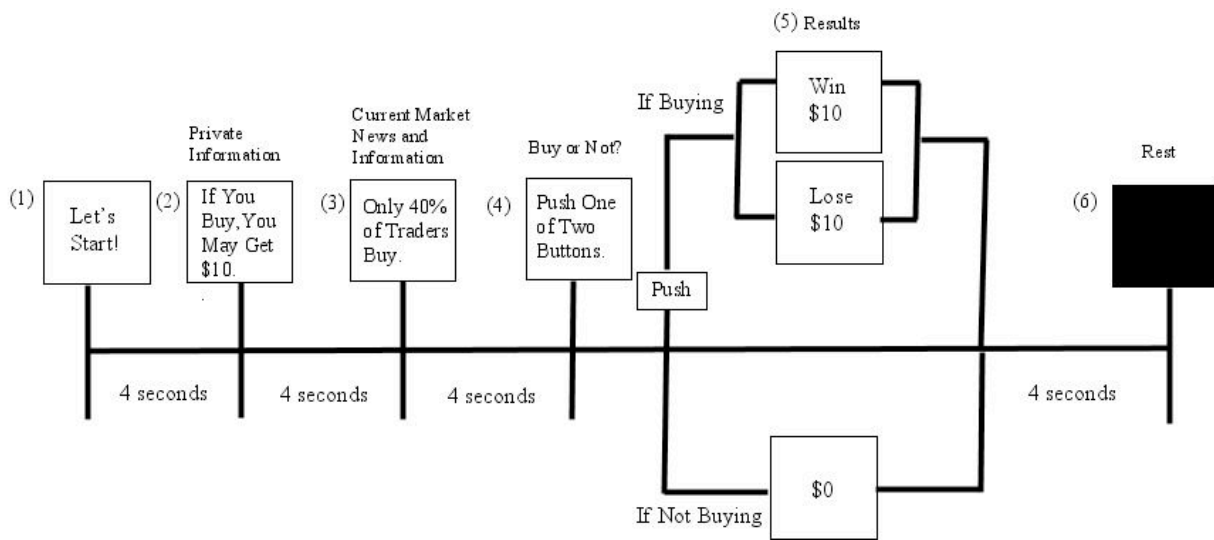 (1)
Let's
Start!
(2)
Private
Information
If You
Buy,You
May Get
$10.
.
(3)
Current Market
News and
Information
Only 40%
of Traders
Buy.
(4)
Buy or Not?
Push One
of Two
Buttons.
Push
(5) Results
If Buying
Win
$10
Lose
$10
If Not Buying
$0
(6)
Rest
4 seconds
4 seconds
4 seconds
4 seconds